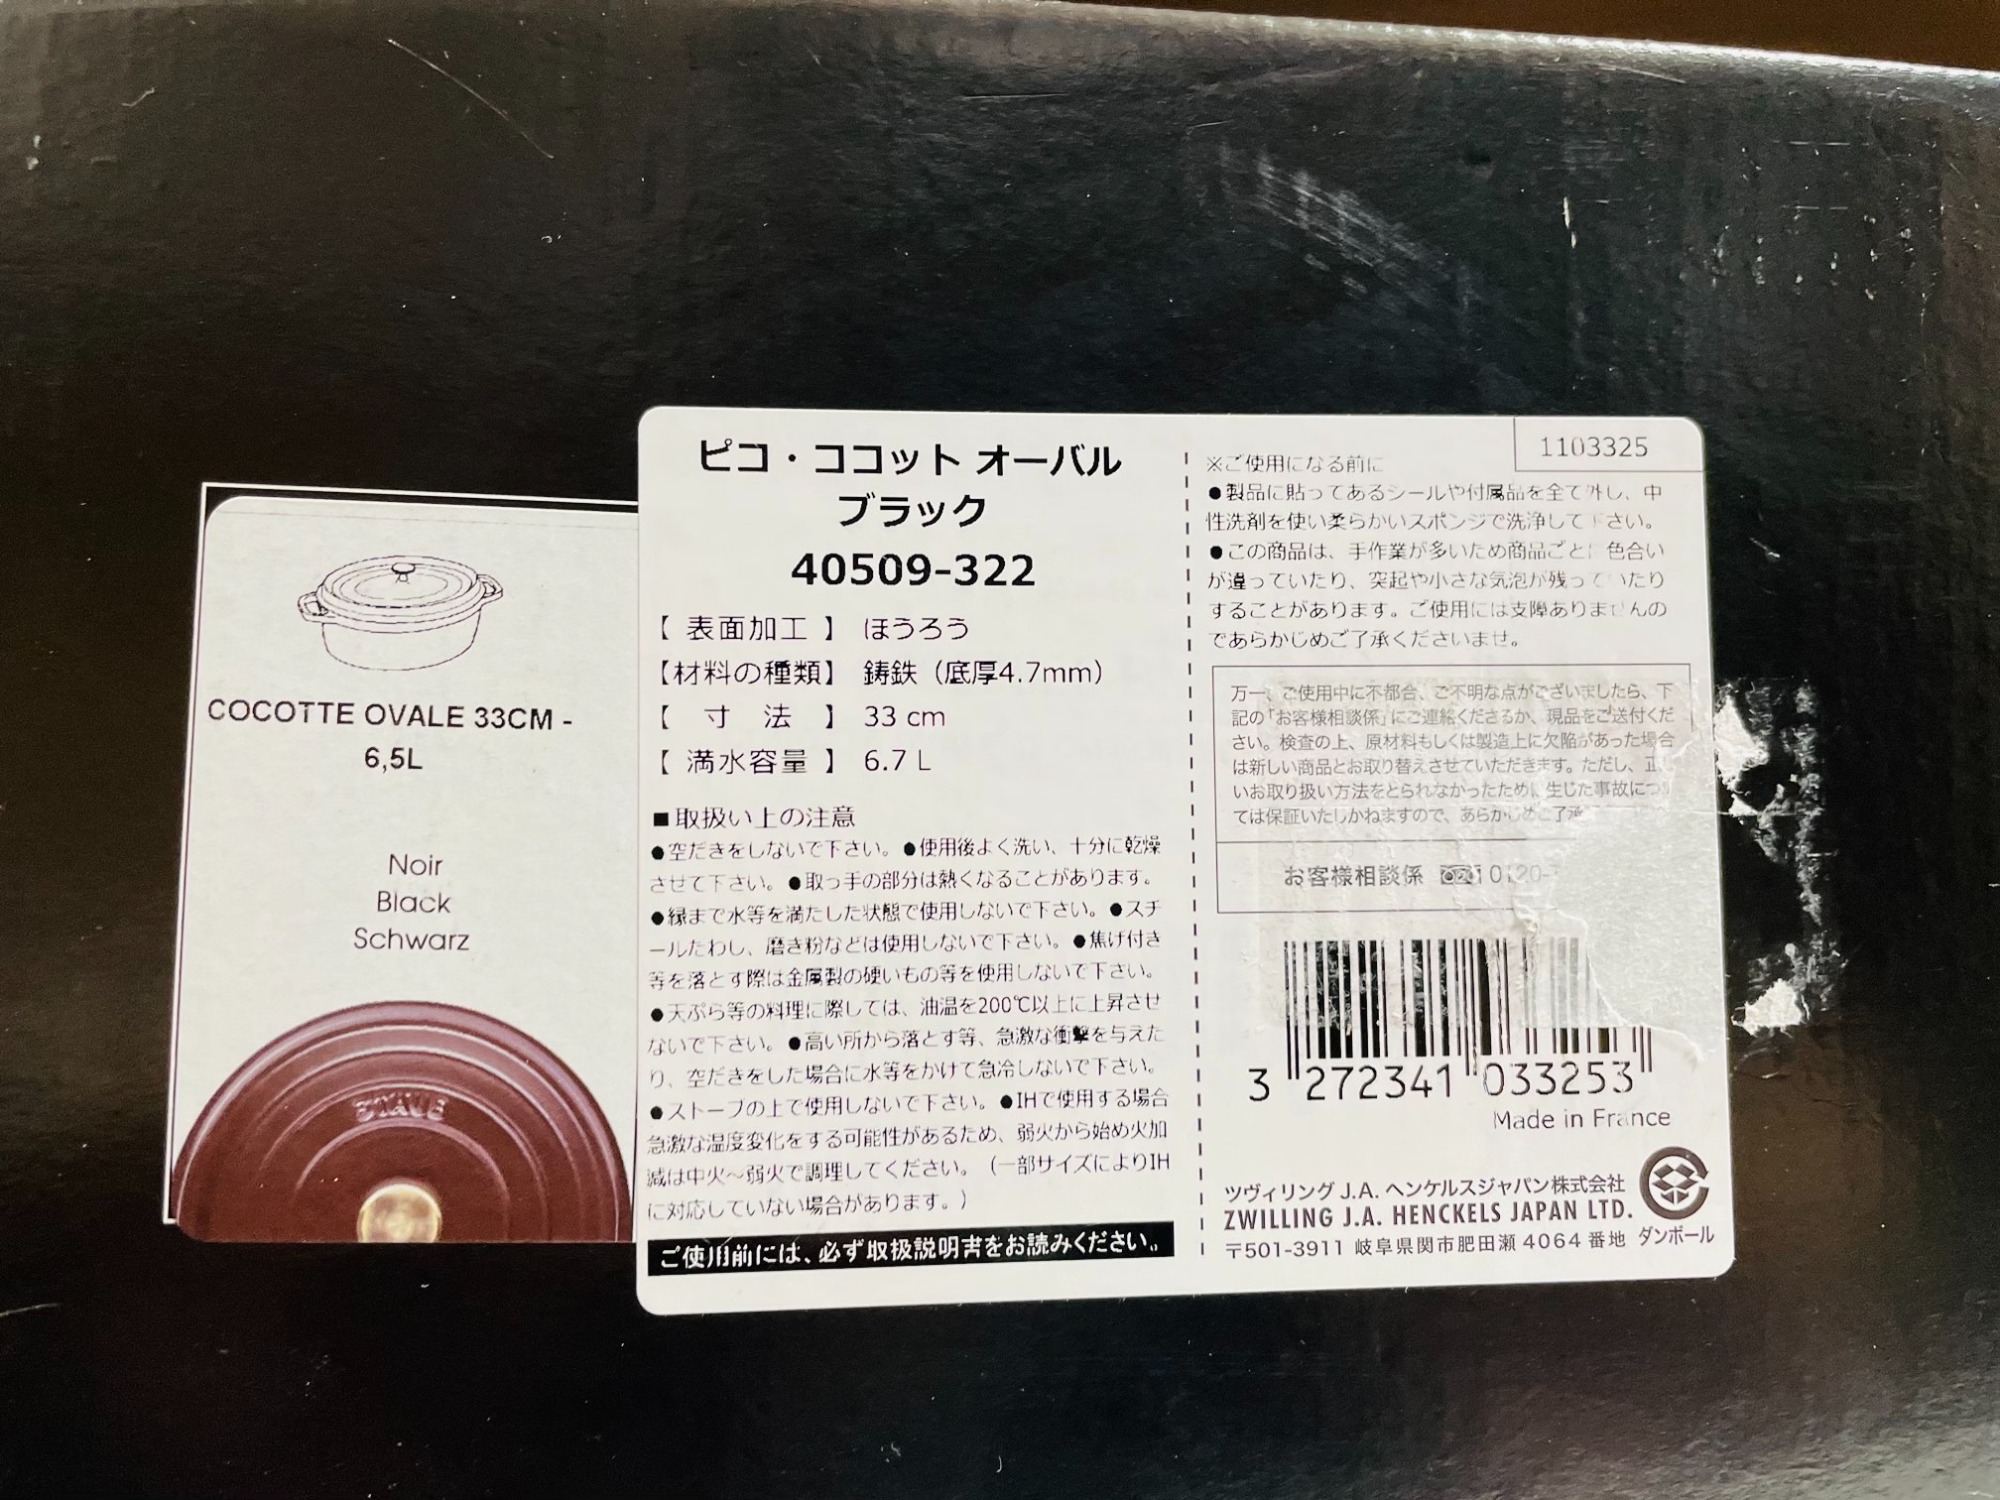 COCOTTE OVALE 33CM -
6,5L
Noir
Black
Schwarz
STAUB
ピコ・ココット オーバル
ブラック
40509-322
【 表面加工 】 ほうろう
【材料の種類】 鋳鉄（底厚4.7mm）
【 寸 法 】 33 cm
【 満水容量 】 6.7 L
■取扱い上の注意
●空だきをしないで下さい。●使用後よく洗い、十分に乾燥
させて下さい。●取っ手の部分は熱くなることがあります。
●縁まで水等を満たした状態で使用しないで下さい。●スチ
ールたわし、磨き粉などは使用しないで下さい。●焦げ付き
等を落とす際は金属製の硬いもの等を使用しないで下さい。
●天ぷら等の料理に際しては、油温を200℃以上に上昇させ
ないで下さい。●高い所から落とす等、急激な衝撃を与えた
り、空だきをした場合に水等をかけて急冷しないで下さい。
●ストーブの上で使用しないで下さい。●IHで使用する場合
急激な温度変化をする可能性があるため、弱火から始め火加
減は中火～弱火で調理してください。（一部サイズによりIH
に対応していない場合があります。）
ご使用前には、必ず取扱説明書をお読みください。
1103325
※ご使用になる前に
●製品に貼ってあるシールや付属品を全て外し、中
性洗剤を使い柔らかいスポンジで洗浄して下さい。
●この商品は、手作業が多いため商品ごとに色合い
が違っていたり、突起や小さな気泡が残っていたり
することがあります。ご使用には支障ありませんの
であらかじめご了承くださいませ。
万一、ご使用中に不都合、ご不明な点がございましたら、下
記の「お客様相談係」にご連絡くださるか、現品をご送付くだ
さい。検査の上、原材料もしくは製造上に欠陥があった場合
は新しい商品とお取り替えさせていただきます。ただし、正し
いお取り扱い方法をとられなかったために生じた事故につい
ては保証いたしかねますので、あらかじめご了承
お客様相談係 0120-
3 272341 033253
Made in France
ツヴィリング J.A. ヘンケルスジャパン株式会社
ZWILLING J.A. HENCKELS JAPAN LTD.
〒501-3911 岐阜県関市肥田瀬 4064 番地
ダンボール